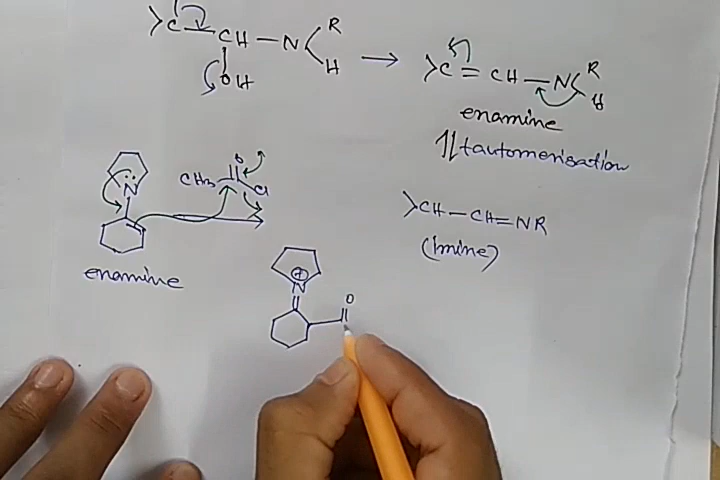 >C — CH — N < R H → >C = CH — N < R H
OH
enamine
⇅ tautomerisation
N CH3 O Cl
>CH — CH = NR
enamine
(Imine)
⊕
N
O